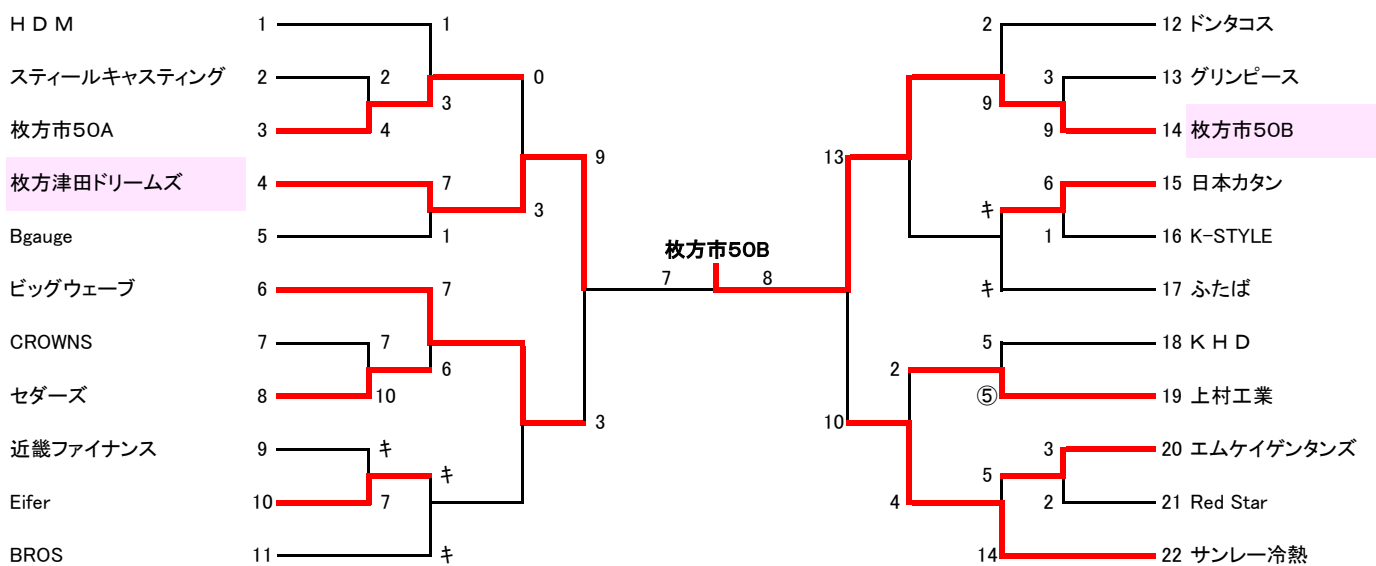 ＨＤＭ 1 1
スティールキャスティング 2 2 0
3
枚方市５０Ａ 3 4
9
枚方津田ドリームズ 4 7
3
Bgauge 5 1
ビッグウェーブ 6 7
CROWNS 7 7
6
セダーズ 8 10
3
近畿ファイナンス 9 キ
キ
Eifer 10 7
BROS 11 キ
枚方市50B
7 8
2 12 ドンタコス
3 13 グリンピース
9
9 14 枚方市５０Ｂ
13
6 15 日本カタン
キ
1 16 K-STYLE
キ 17 ふたば
5 18 ＫＨＤ
2
⑤ 19 上村工業
10
3 20 エムケイゲンタンズ
5
4 2 21 Red Star
14 22 サンレー冷熱